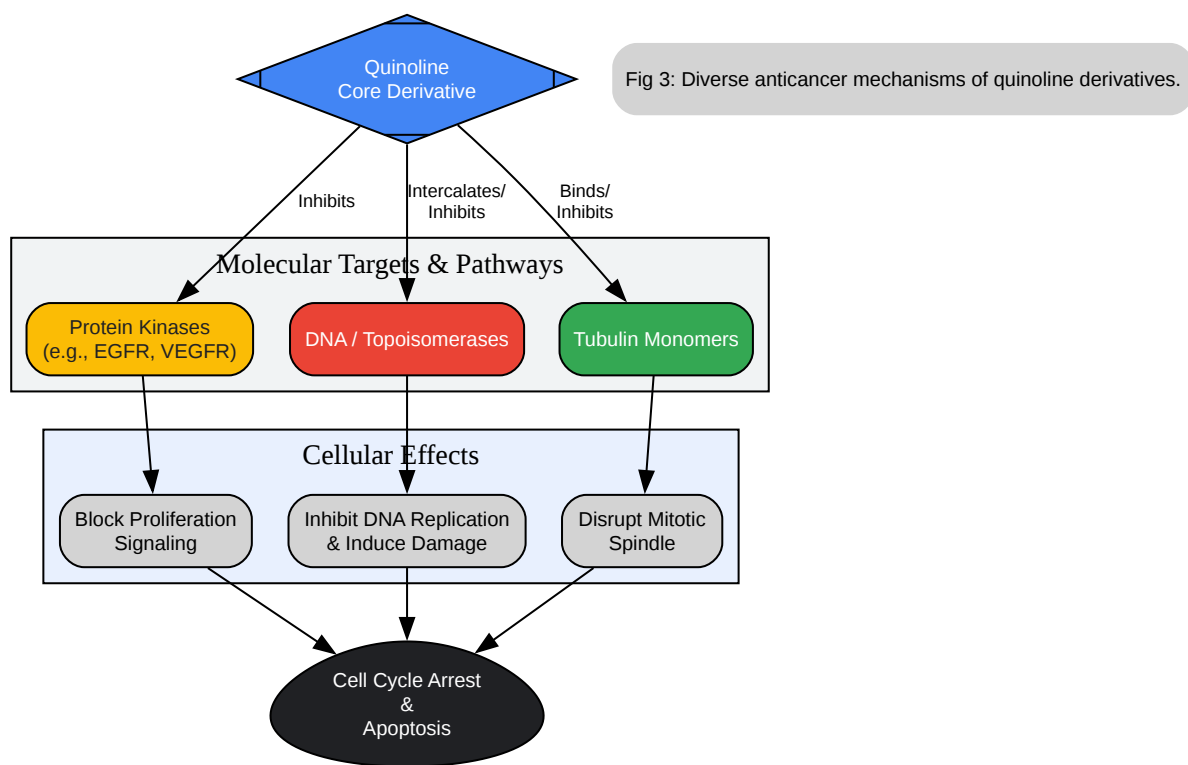 Quinoline
Core Derivative
Fig 3: Diverse anticancer mechanisms of quinoline derivatives.
Inhibits
Intercalates/
Inhibits
Binds/
Inhibits
Molecular Targets & Pathways
Protein Kinases
(e.g., EGFR, VEGFR)
DNA / Topoisomerases
Tubulin Monomers
Cellular Effects
Block Proliferation
Signaling
Inhibit DNA Replication
& Induce Damage
Disrupt Mitotic
Spindle
Cell Cycle Arrest
&
Apoptosis